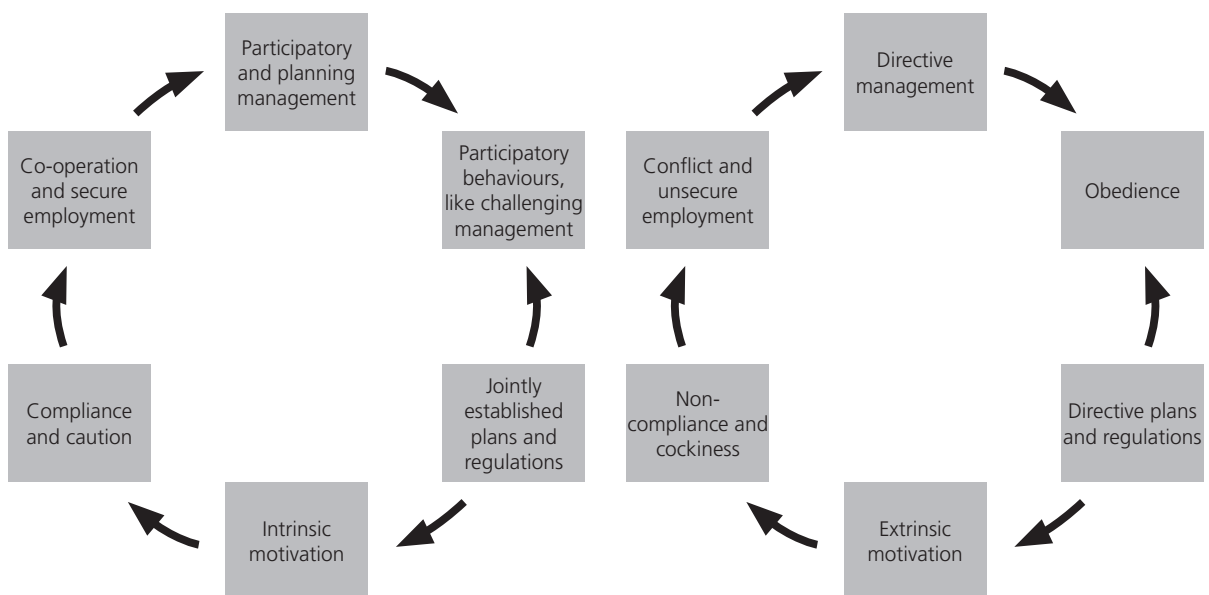 Participatory
and planning
management
Participatory
behaviours,
like challenging
management
Jointly
established
plans and
regulations
Intrinsic
motivation
Compliance
and caution
Co-operation
and secure
employment
Directive
management
Obedience
Directive plans
and regulations
Extrinsic
motivation
Non-
compliance and
cockiness
Conflict and
unsecure
employment